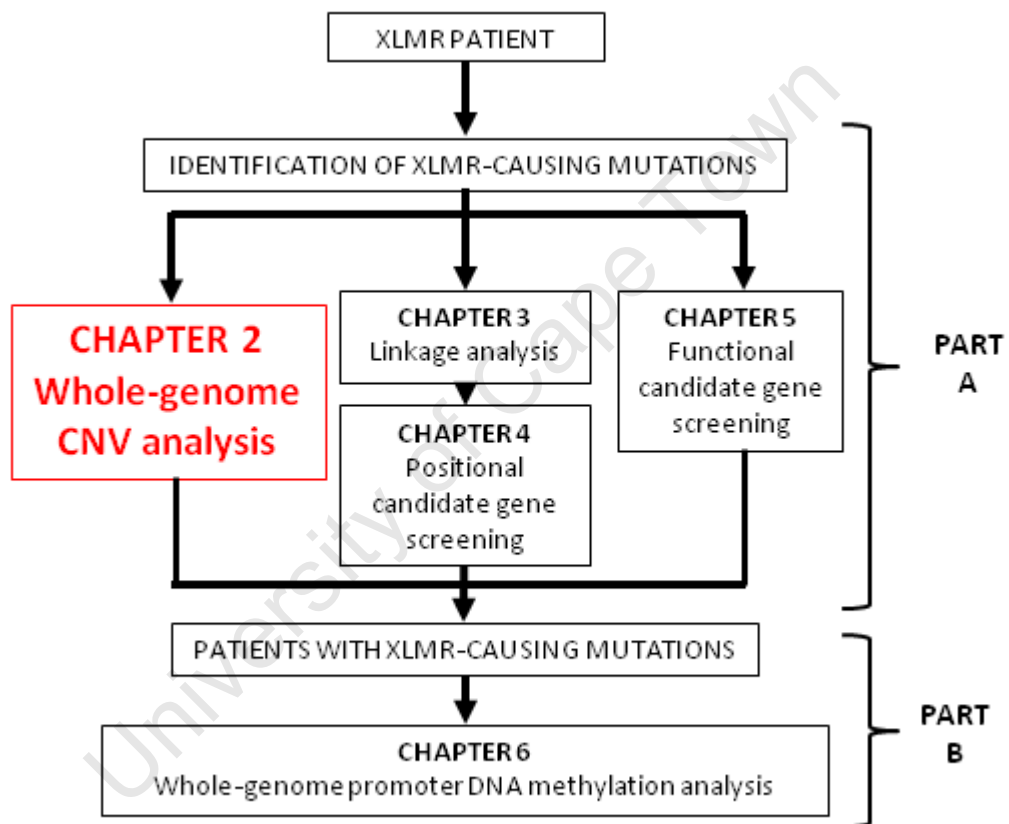 XLMR PATIENT
IDENTIFICATION OF XLMR-CAUSING MUTATIONS
CHAPTER 2
Whole-genome
CNV analysis
CHAPTER 3
Linkage analysis
CHAPTER 4
Positional
candidate gene
screening
CHAPTER 5
Functional
candidate gene
screening
PART
A
PATIENTS WITH XLMR-CAUSING MUTATIONS
CHAPTER 6
Whole-genome promoter DNA methylation analysis
PART
B
University of Cape Town